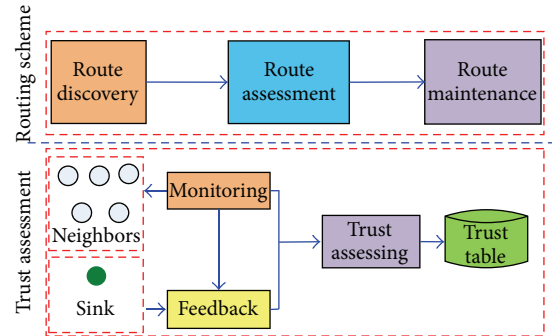 Routing scheme
Route
discovery
Route
assessment
Route
maintenance
Trust assessment
Neighbors
Sink
Monitoring
Feedback
Trust
assessing
Trust
table